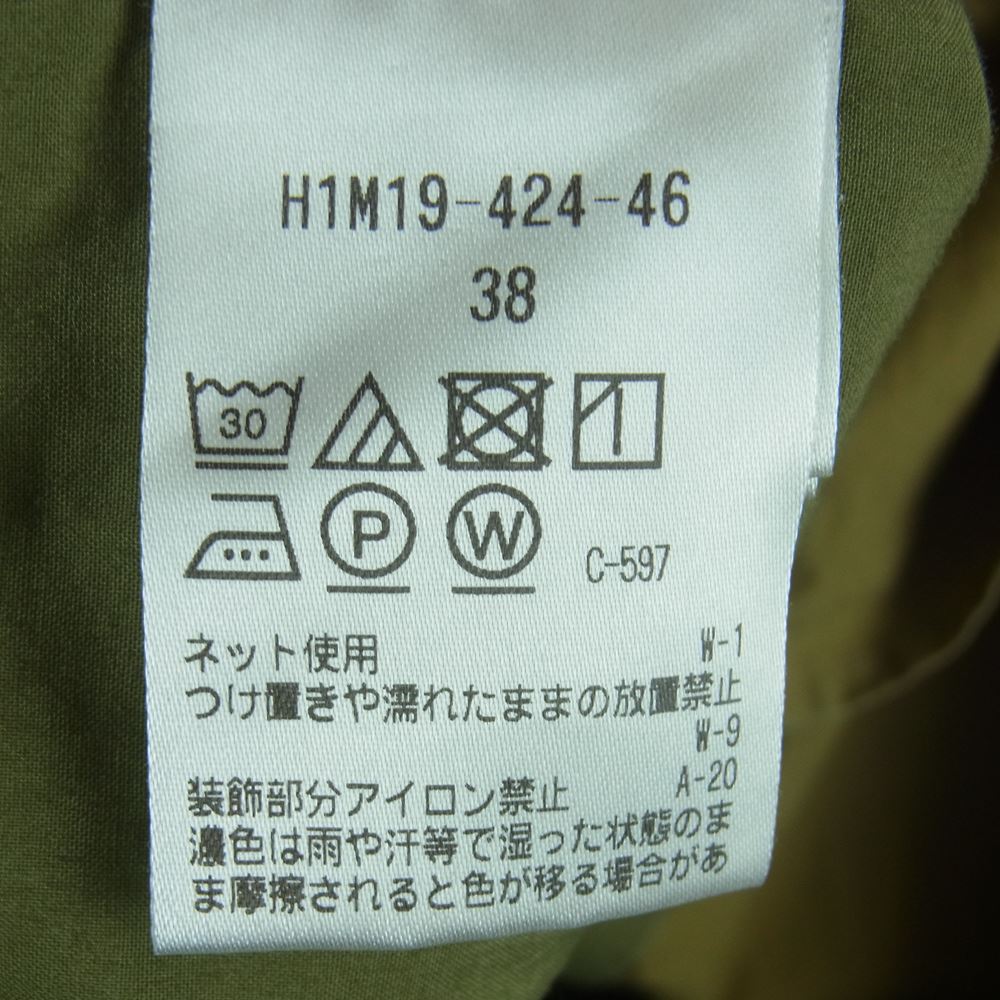 H1M19-424-46
38
30
P W C-597
ネット使用 W-1
つけ置きや濡れたままの放置禁止
W-9
装飾部分アイロン禁止 A-20
濃色は雨や汗等で湿った状態のま
ま摩擦されると色が移る場合があ